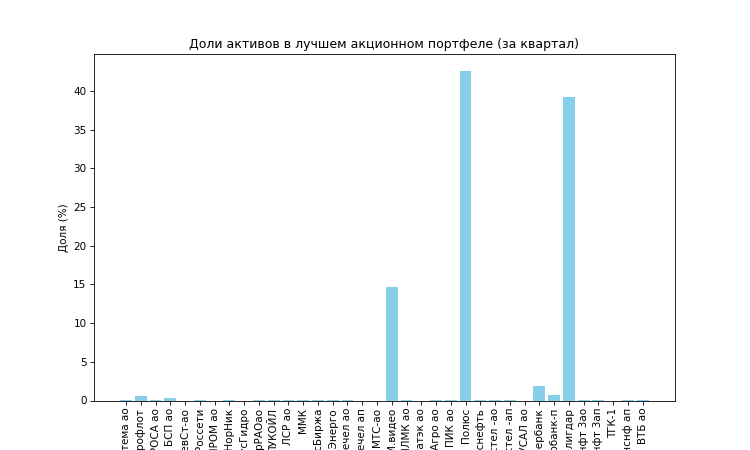 Доли активов в лучшем акционном портфеле (за квартал)
Доля (%)
40
35
30
25
20
15
10
5
0
тема ао
рофлот
РОСА ао
БСП ао
евСт-ао
Россети
ПРОМ ао
НорНик
сГидро
рРАОао
ЛУКОЙЛ
ЛСР ао
ММК
сБиржа
Энерго
ечел ао
ечел ап
МТС-ао
М.видео
НЛМК ао
атэк ао
Агро ао
ПИК ао
Полюс
снефть
стел -ао
стел -ап
УСАЛ ао
ербанк
рбанк-п
лигдар
нфт 3ао
нфт 3ап
ТГК-1
нснф ап
ВТБ ао